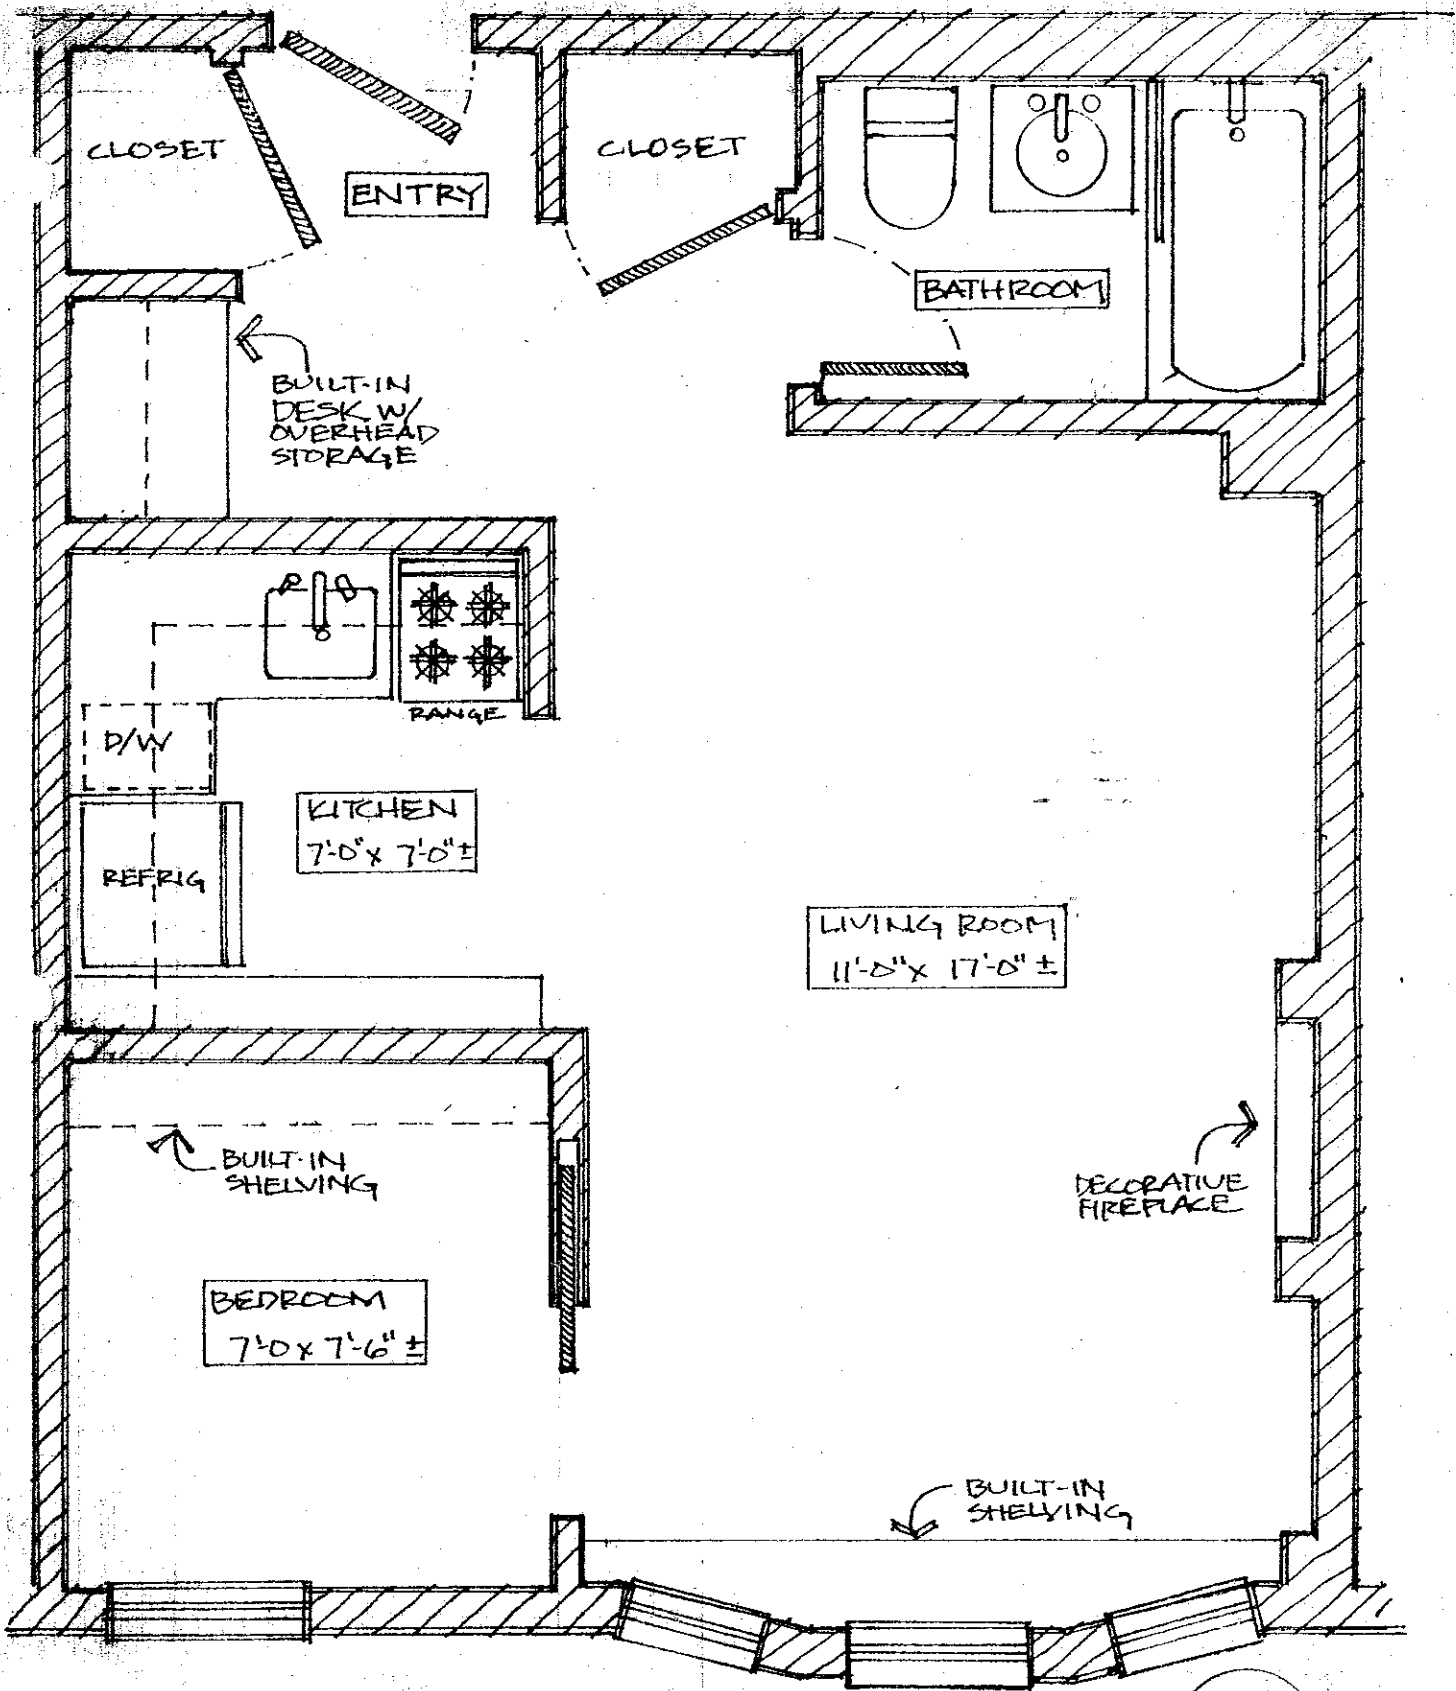 CLOSET
ENTRY
CLOSET
BATHROOM
BUILT-IN
DESK W/
OVERHEAD
STORAGE
RANGE
D/W
KITCHEN
7'-0" x 7'-0" ±
REFRIG
LIVING ROOM
11'-0" x 17'-0" ±
BUILT-IN
SHELVING
DECORATIVE
FIREPLACE
BEDROOM
7'-0 x 7'-6" ±
BUILT-IN
SHELVING